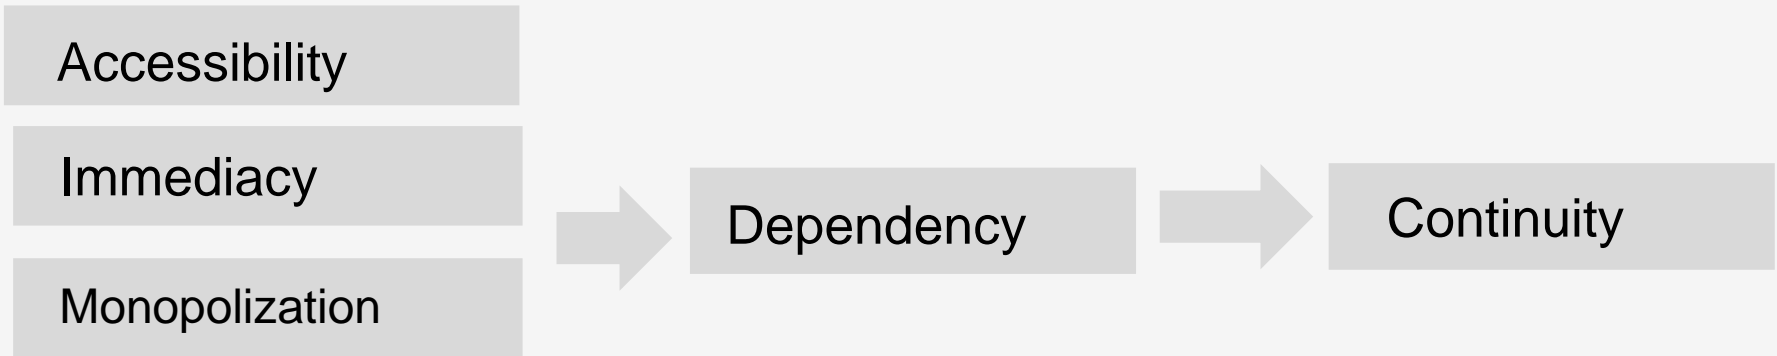 Accessibility
Immediacy
Monopolization
Dependency
Continuity